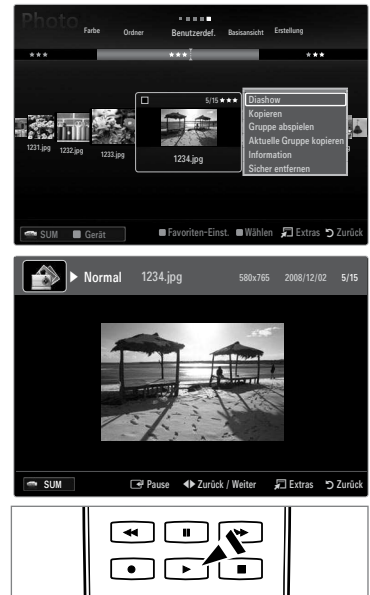 Photo
Farbe Ordner Benutzerdef. Basisansicht Erstellung
5/15
Diashow
Kopieren
Gruppe abspielen
Aktuelle Gruppe kopieren
Information
Sicher entfernen
1231.jpg 1232.jpg 1233.jpg 1234.jpg
SUM Gerät Favoriten-Einst. Wählen Extras Zurück
Normal 1234.jpg 580x765 2008/12/02 5/15
SUM Pause Zurück / Weiter Extras Zurück